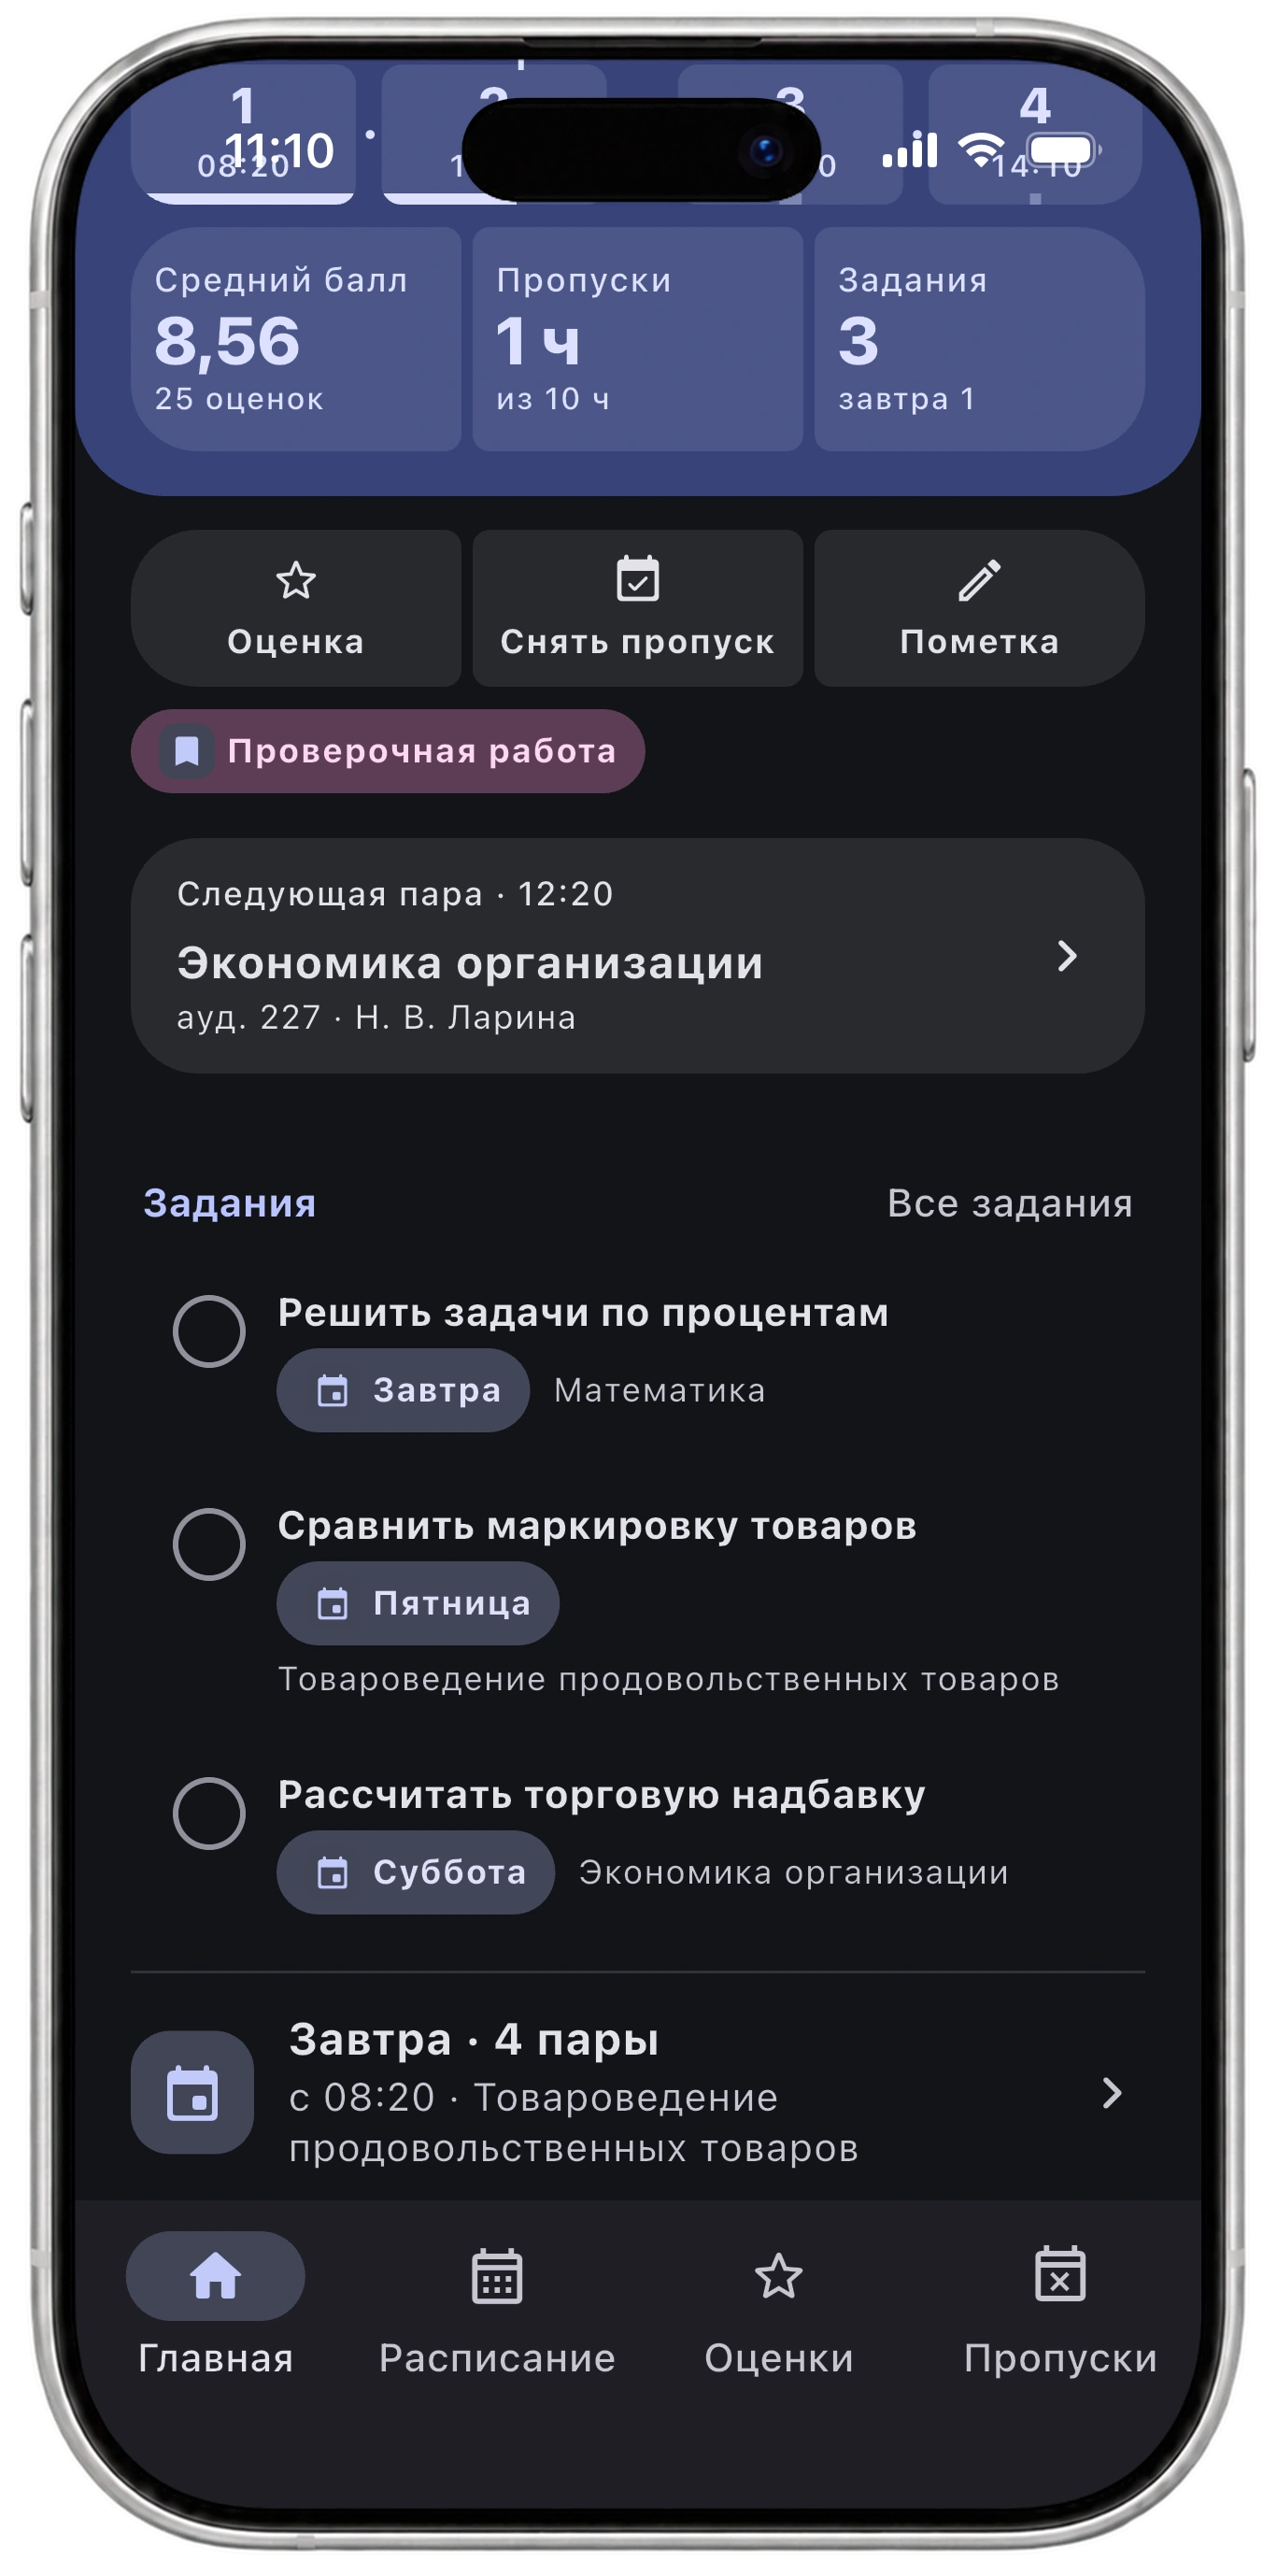 1
4
11:10
08:20
14:10
Средний балл
Пропуски
Задания
8,56
1 ч
3
25 оценок
из 10 ч
завтра 1
Оценка
Снять пропуск
Пометка
Проверочная работа
Следующая пара · 12:20
Экономика организации
ауд. 227 · Н. В. Ларина
Задания
Все задания
Решить задачи по процентам
Завтра
Математика
Сравнить маркировку товаров
Пятница
Товароведение продовольственных товаров
Рассчитать торговую надбавку
Суббота
Экономика организации
Завтра · 4 пары
с 08:20 · Товароведение
продовольственных товаров
Главная
Расписание
Оценки
Пропуски